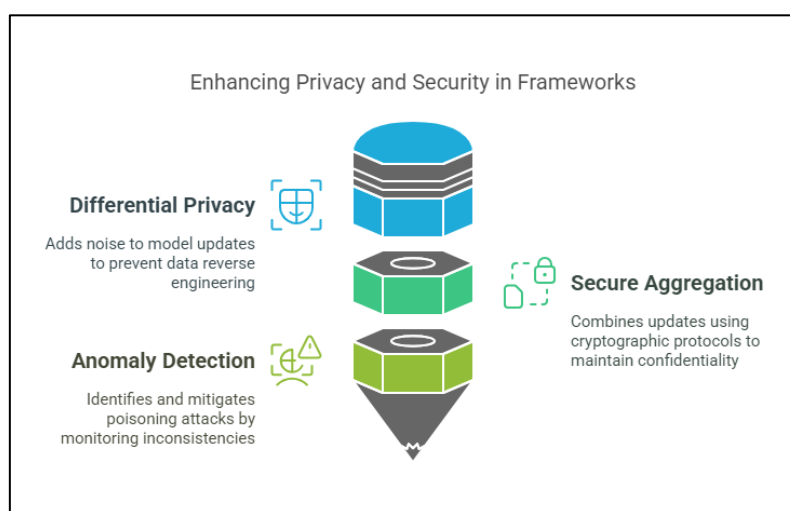 Enhancing Privacy and Security in Frameworks
Differential Privacy
Adds noise to model updates
to prevent data reverse
engineering
Secure Aggregation
Combines updates using
cryptographic protocols to
maintain confidentiality
Anomaly Detection
Identifies and mitigates
poisoning attacks by
monitoring inconsistencies